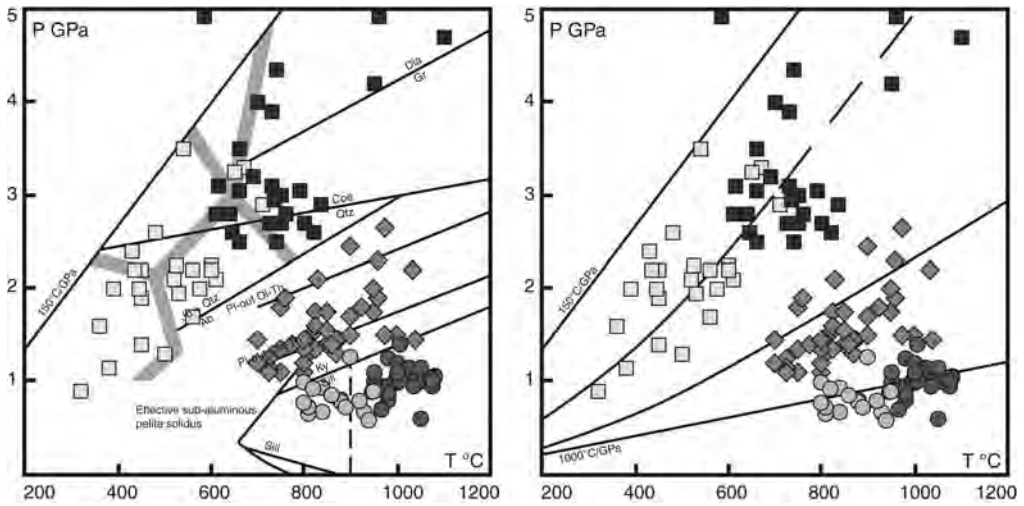 5
P GPa
4
3
2
1
150°C/GPa
Dia
Gr
Coe
Qtz
Qtz
Ab
Pl-out Ol-Th
Ky
Sill
Effective sub-aluminous
pelite solidus
T °C
200 400 600 800 1000 1200
5
P GPa
4
3
2
1
150°C/GPa
1000°C/GPa
T °C
200 400 600 800 1000 1200